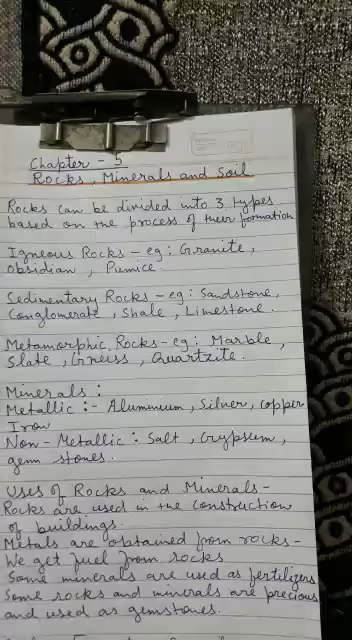 Chapter - 5
Rocks, Minerals and Soil
Rocks can be divided into 3 types
based on the process of their formation
Igneous Rocks - eg: Granite,
Obsidian, Pumice.
Sedimentary Rocks - eg: Sandstone,
Conglomerate, Shale, Limestone.
Metamorphic Rocks - eg: Marble,
Slate, Gneiss, Quartzite.
Minerals:
Metallic :- Aluminium, Silver, Copper
Iron
Non-Metallic: Salt, Gypsum,
gem stones.
Uses of Rocks and Minerals-
Rocks are used in the construction
of buildings.
Metals are obtained from rocks-
We get fuel from rocks
Some minerals are used as fertilizers
Some rocks and minerals are precious
and used as gemstones.